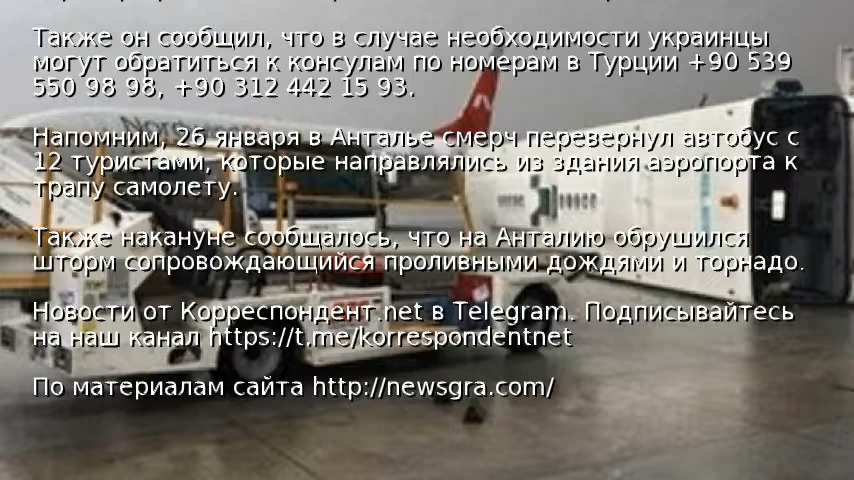 Также он сообщил, что в случае необходимости украинцы
могут обратиться к консулам по номерам в Турции +90 539
550 98 98, +90 312 442 15 93.
Напомним, 26 января в Анталье смерч перевернул автобус с
12 туристами, которые направлялись из здания аэропорта к
трапу самолету.
Также накануне сообщалось, что на Анталию обрушился
шторм сопровождающийся проливными дождями и торнадо.
Новости от Корреспондент.net в Telegram. Подписывайтесь
на наш канал https://t.me/korrespondentnet
По материалам сайта http://newsgra.com/